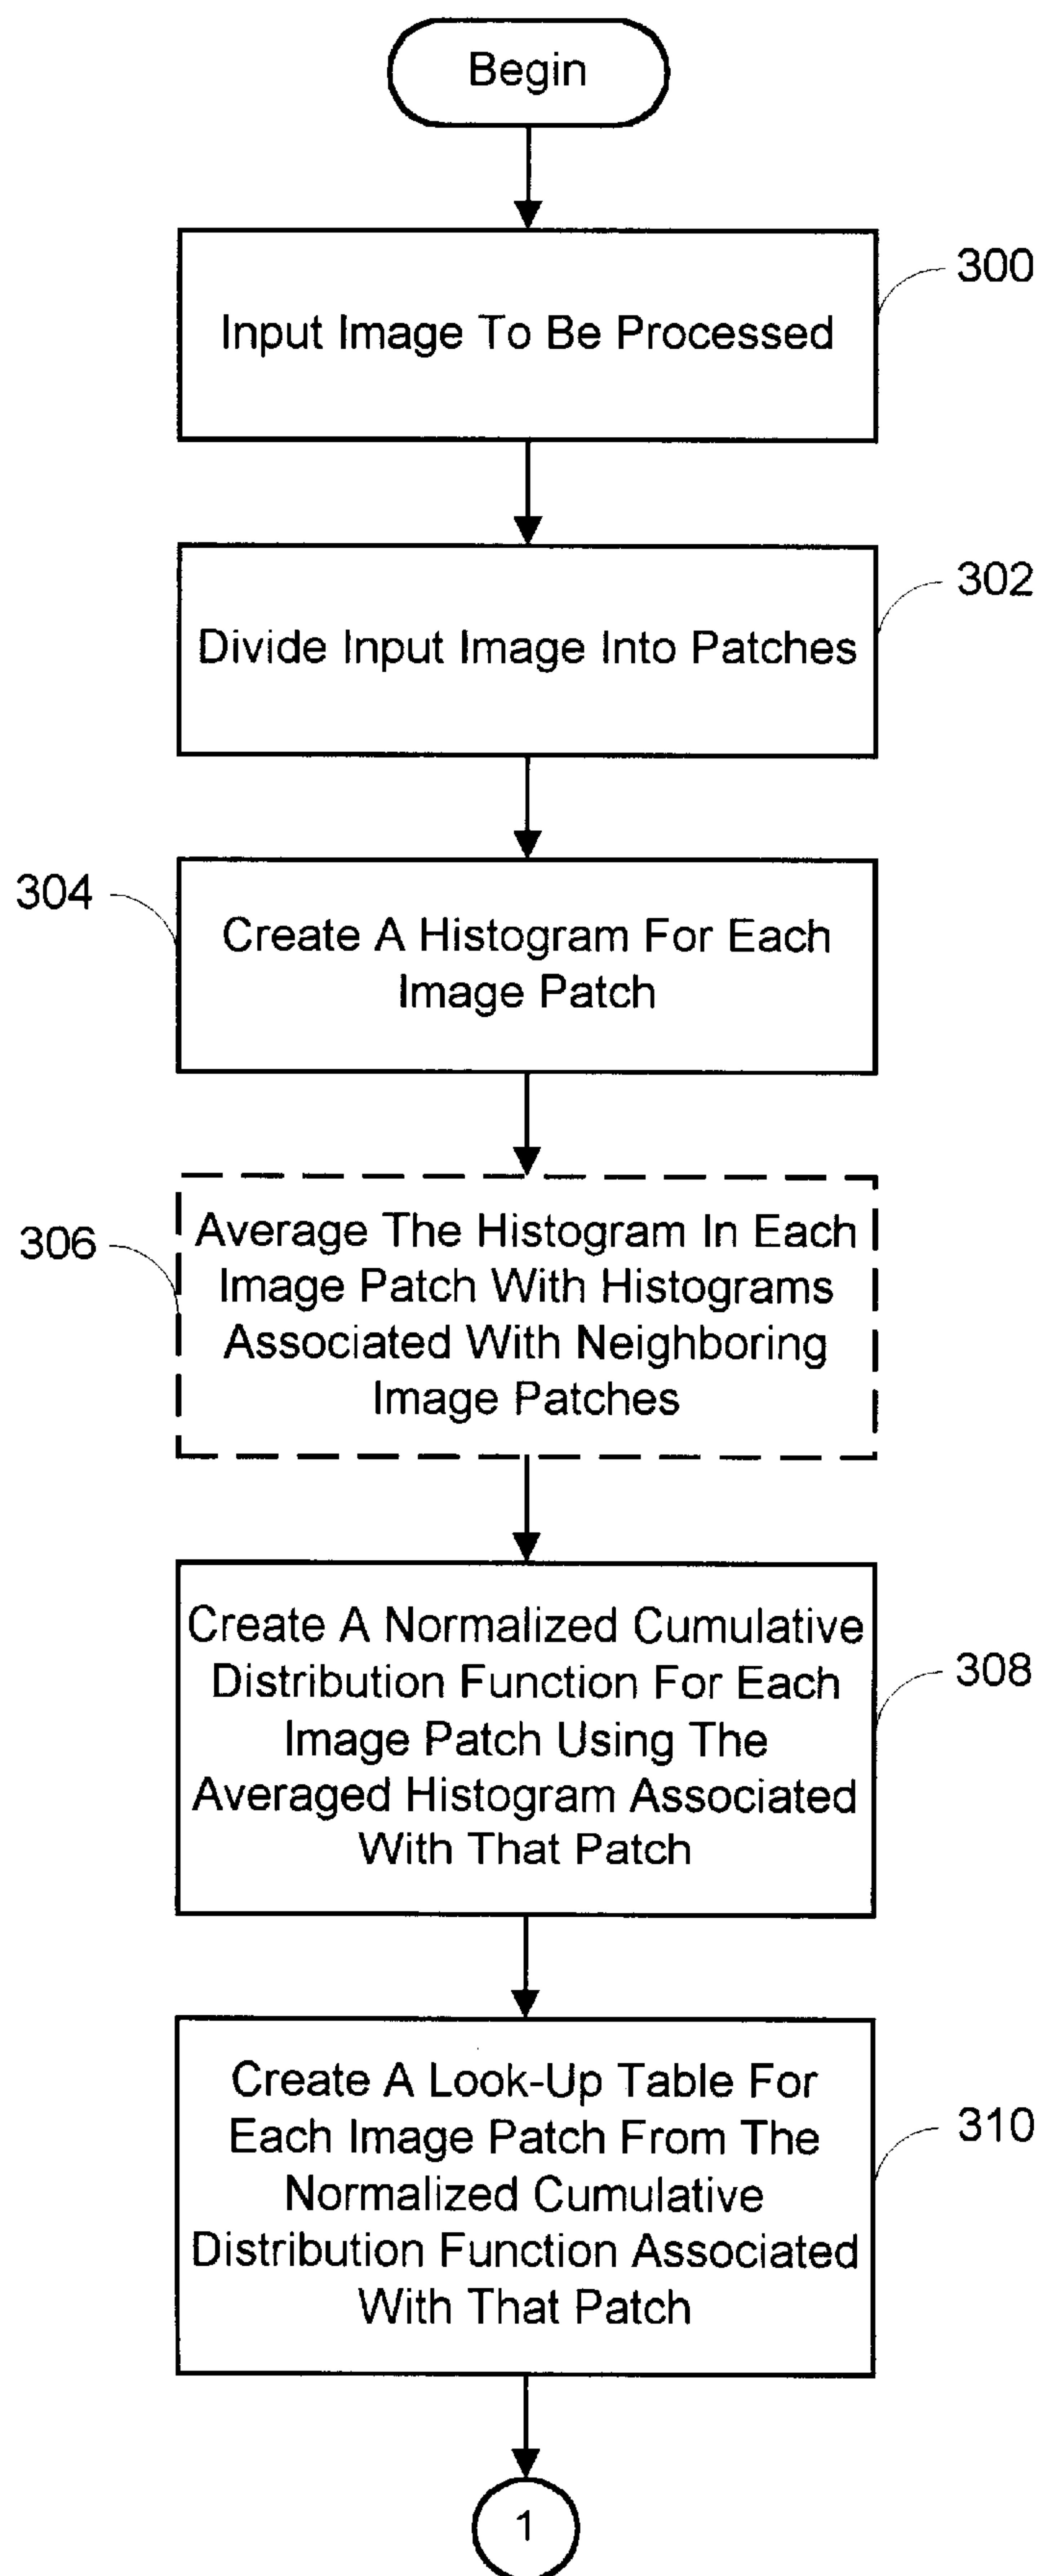 Begin
300
Input Image To Be Processed
302
Divide Input Image Into Patches
304
Create A Histogram For Each
Image Patch
306
Average The Histogram In Each
Image Patch With Histograms
Associated With Neighboring
Image Patches
Create A Normalized Cumulative
Distribution Function For Each
308
Image Patch Using The
Averaged Histogram Associated
With That Patch
Create A Look-Up Table For
Each Image Patch From The
310
Normalized Cumulative
Distribution Function Associated
With That Patch
1